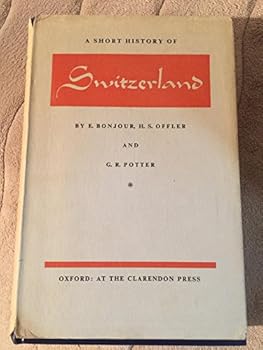 A SHORT HISTORY OF
Switzerland
BY E. BONJOUR, H. S. OFFLER
AND
G. R. POTTER
*
OXFORD: AT THE CLARENDON PRESS